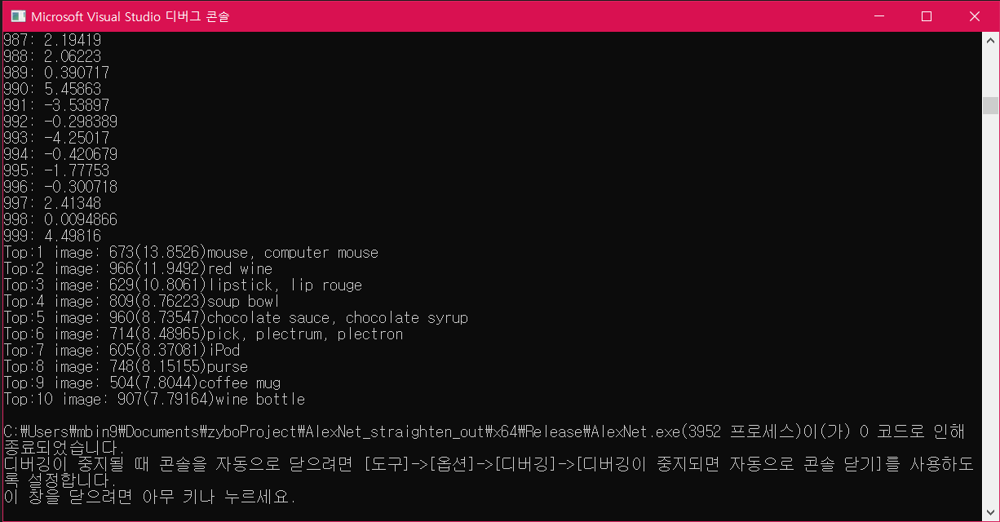 Microsoft Visual Studio 디버그 콘솔
987: 2.19419
988: 2.06223
989: 0.390717
990: 5.45863
991: -3.53897
992: -0.298389
993: -4.25017
994: -0.420679
995: -1.77753
996: -0.300718
997: 2.41348
998: 0.0094866
999: 4.49816
Top:1 image: 673(13.8526)mouse, computer mouse
Top:2 image: 966(11.9492)red wine
Top:3 image: 629(10.8061)lipstick, lip rouge
Top:4 image: 809(8.76223)soup bowl
Top:5 image: 960(8.73547)chocolate sauce, chocolate syrup
Top:6 image: 714(8.48965)pick, plectrum, plectron
Top:7 image: 605(8.37081)iPod
Top:8 image: 748(8.15155)purse
Top:9 image: 504(7.8044)coffee mug
Top:10 image: 907(7.79164)wine bottle
C:₩Users₩mbin9₩Documents₩zyboProject₩AlexNet_straighten_out₩x64₩Release₩AlexNet.exe(3952 프로세스)이(가) 0 코드로 인해
종료되었습니다.
디버깅이 중지될 때 콘솔을 자동으로 닫으려면 [도구]->[옵션]->[디버깅]->[디버깅이 중지되면 자동으로 콘솔 닫기]를 사용하도
록 설정합니다.
이 창을 닫으려면 아무 키나 누르세요.